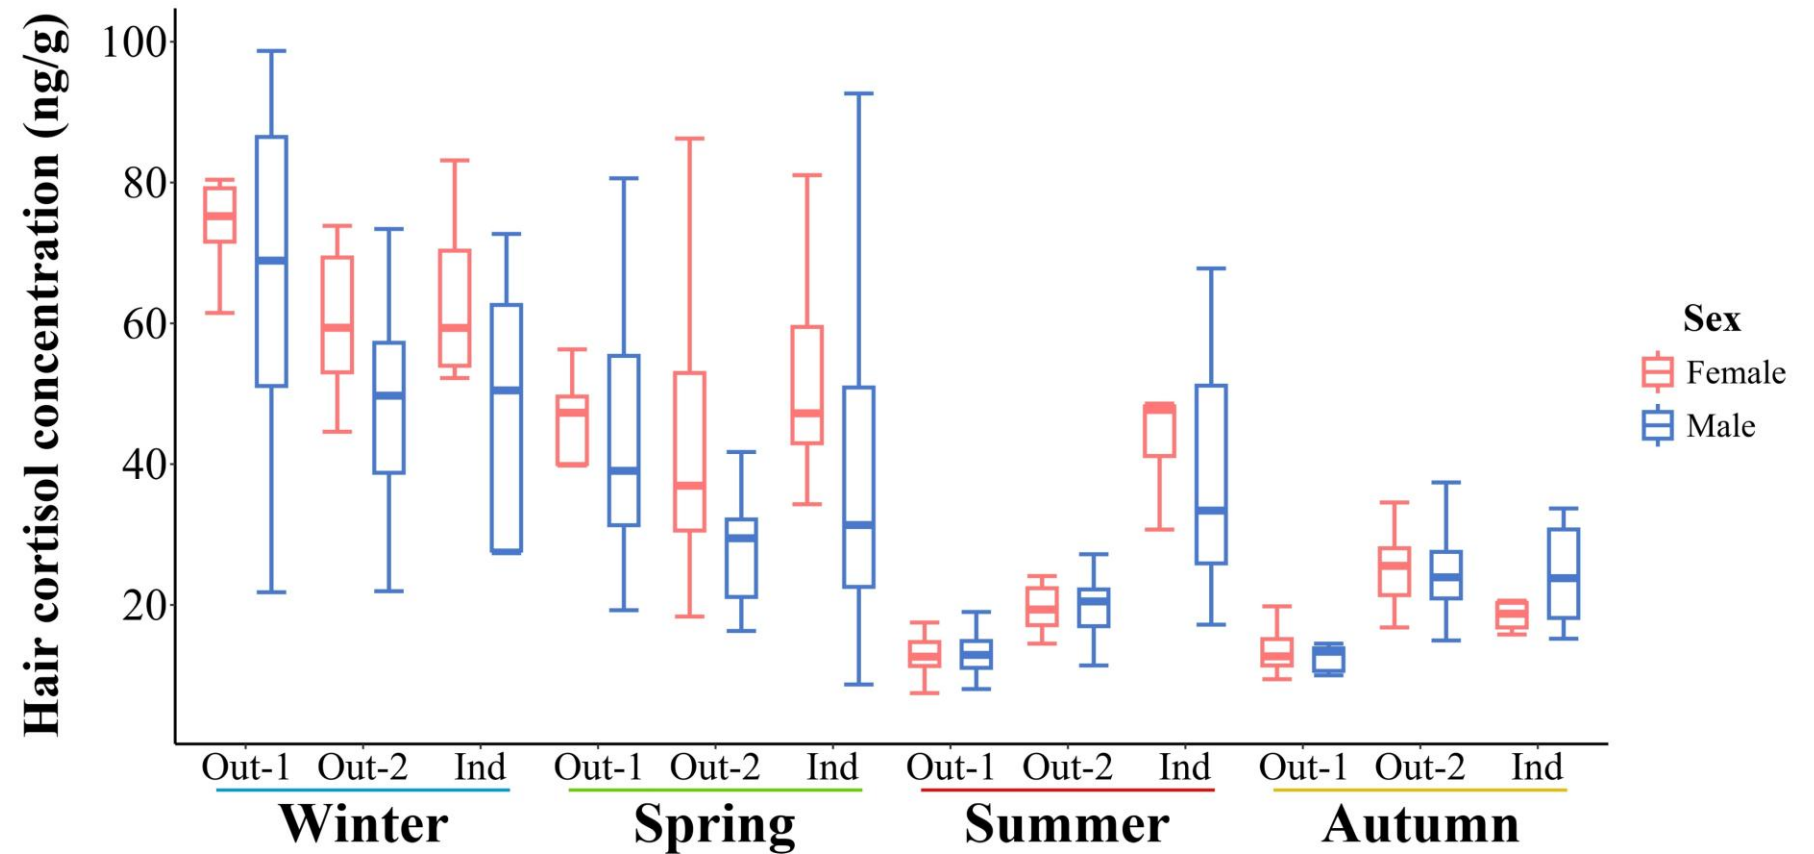 Hair cortisol concentration (ng/g)
100
80
60
40
20
Out-1 Out-2 Ind Out-1 Out-2 Ind Out-1 Out-2 Ind Out-1 Out-2 Ind
Winter Spring Summer Autumn
Sex
Female
Male